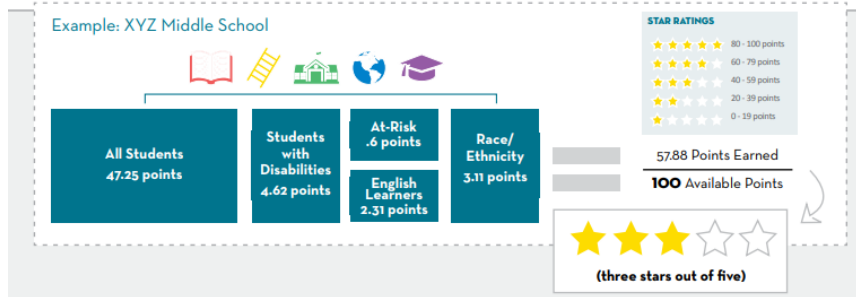 Example: XYZ Middle School
STAR RATINGS
80 - 100 points
60 - 79 points
40 - 59 points
20 - 39 points
0 - 19 points
All Students
47.25 points
Students
with
Disabilities
4.62 points
At-Risk
.6 points
English
Learners
2.31 points
Race/
Ethnicity
3.11 points
57.88 Points Earned
100 Available Points
(three stars out of five)